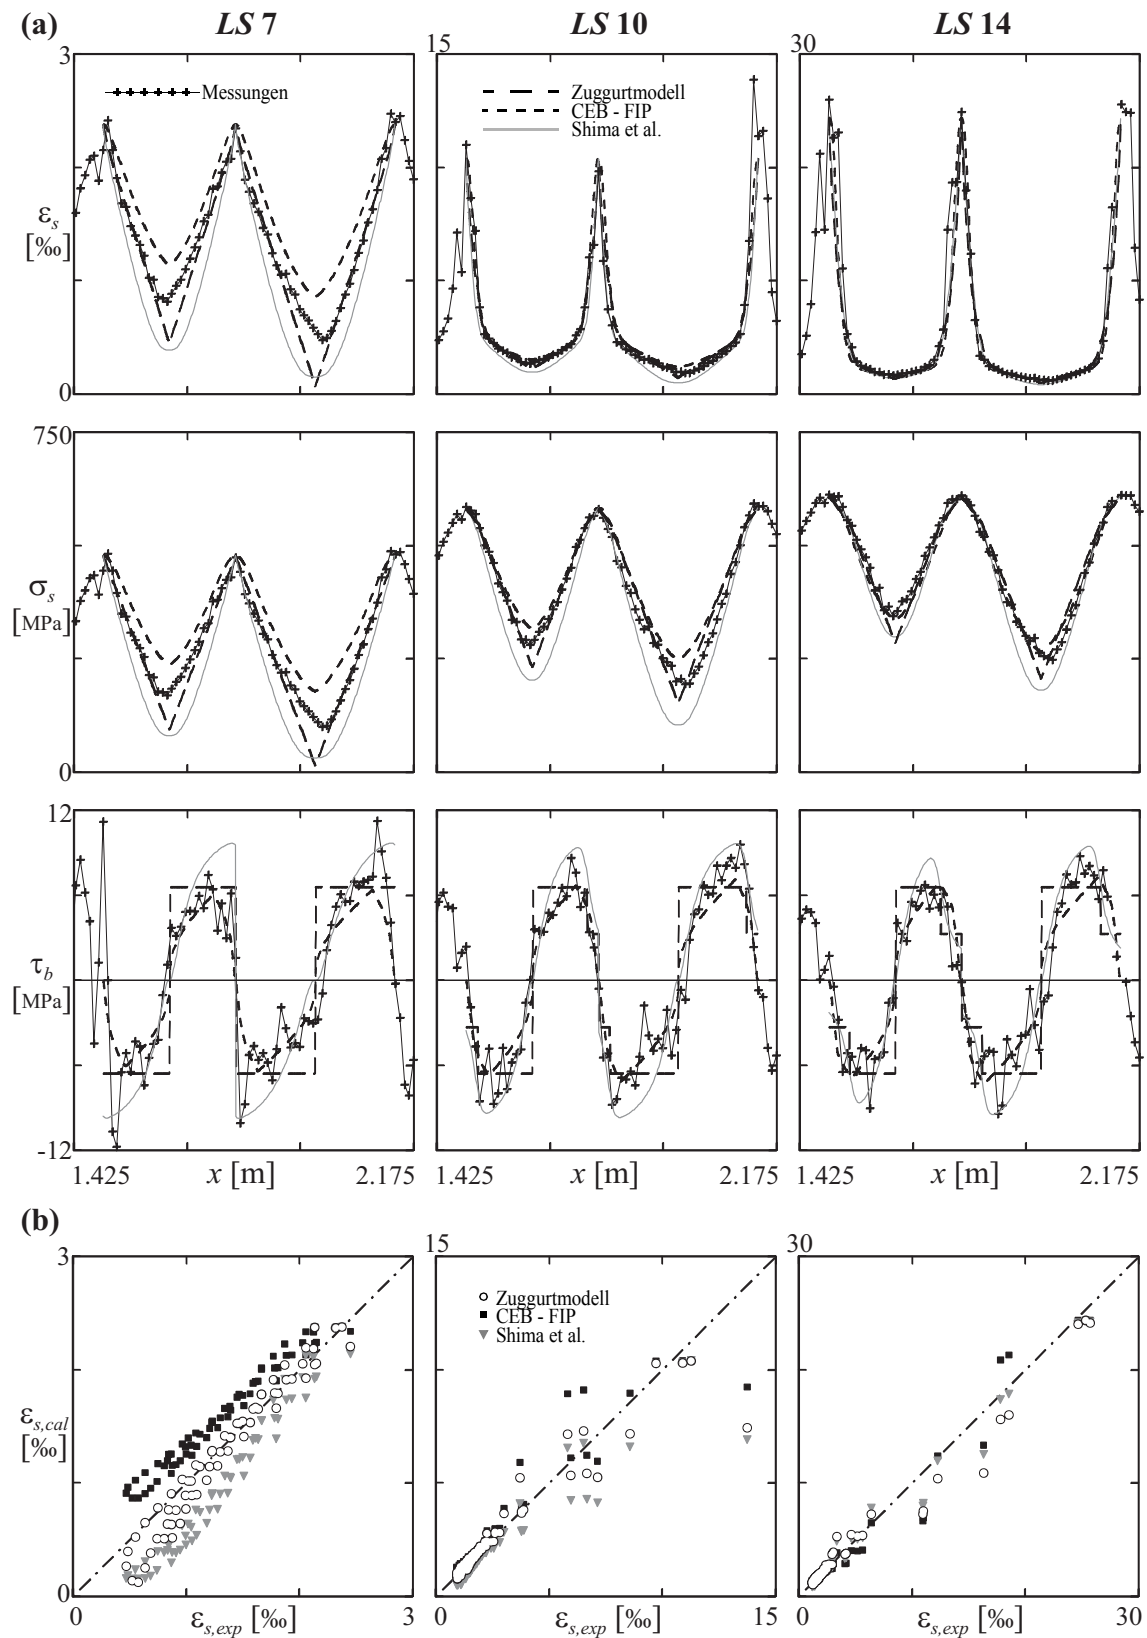 (a) LS 7 LS 10 LS 14
3 15 30
Messungen
Zuggurtmodell
CEB - FIP
Shima et al.
εs
[‰]
0
750
σs
[MPa]
0
12
τb
[MPa]
-12
1.425 x [m] 2.175 1.425 x [m] 2.175 1.425 x [m] 2.175
(b)
3 15 30
Zuggurtmodell
CEB - FIP
Shima et al.
εs,cal
[‰]
0
0 εs,exp [‰] 3 0 εs,exp [‰] 15 0 εs,exp [‰] 30